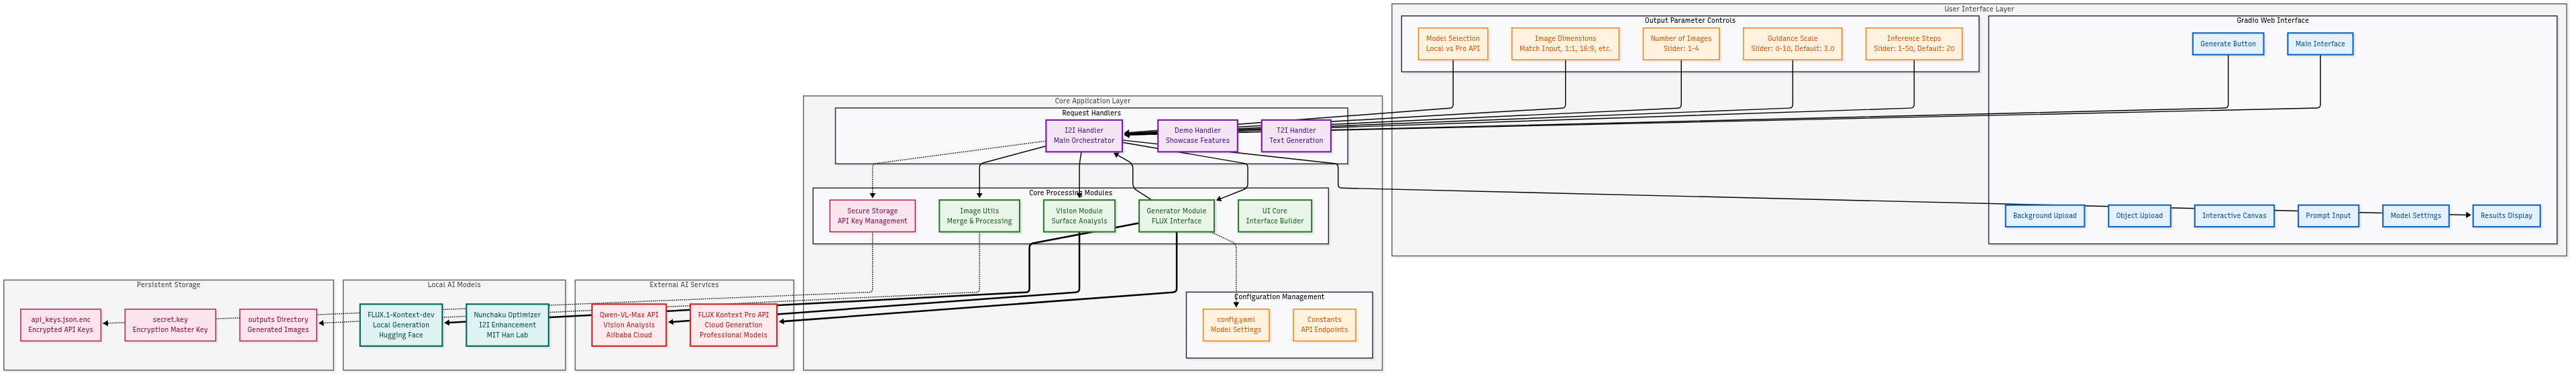 User Interface Layer
Output Parameter Controls
Model Selection
Local vs Pro API
Image Dimensions
Match Input, 1:1, 16:9, etc.
Number of Images
Slider: 1-4
Guidance Scale
Slider: 0-10, Default: 3.0
Inference Steps
Slider: 1-50, Default: 20
Gradio Web Interface
Generate Button
Main Interface
Background Upload
Object Upload
Interactive Canvas
Prompt Input
Model Settings
Results Display
Core Application Layer
Request Handlers
I2I Handler
Main Orchestrator
Demo Handler
Showcase Features
T2I Handler
Text Generation
Core Processing Modules
Secure Storage
API Key Management
Image Utils
Merge & Processing
Vision Module
Surface Analysis
Generator Module
FLUX Interface
UI Core
Interface Builder
Configuration Management
config.yaml
Model Settings
Constants
API Endpoints
Persistent Storage
api_keys.json.enc
Encrypted API Keys
secret.key
Encryption Master Key
outputs Directory
Generated Images
Local AI Models
FLUX.1-Kontext-dev
Local Generation
Hugging Face
Nunchaku Optimizer
I2I Enhancement
MIT Han Lab
External AI Services
Qwen-VL-Max API
Vision Analysis
Alibaba Cloud
FLUX Kontext Pro API
Cloud Generation
Professional Models